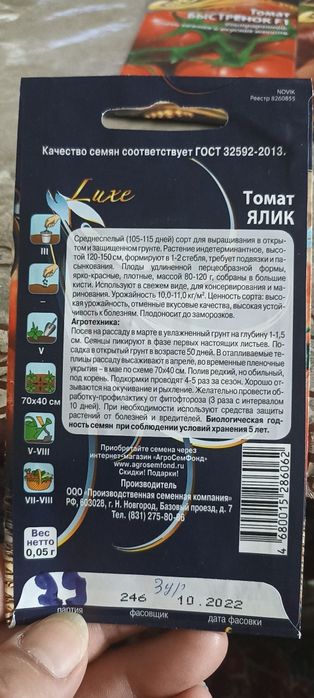 Томат
БЫСТРЕНОК F1
NOVIK
Реестр 8260855
Качество семян соответствует ГОСТ 32592-2013.
Luxe
Томат
ЯЛИК
Среднеспелый (105-115 дней) сорт для выращивания в откры-
том и защищенном грунте. Растение индетерминантное, высо-
той 120-150 см, формируют в 1-2 стебля, требует подвязки и па-
сынкования. Плоды удлиненной перцеобразной формы,
ярко-красные, плотные, массой 80-120 г, собраны в большие
кисти. Используются в свежем виде, для консервирования и ма-
ринования. Урожайность 10,0-11,0 кг/м². Ценность сорта: высо-
кая урожайность, отменные вкусовые качества, высокая устой-
чивость к болезням. Плодоносит до заморозков.
Агротехника:
Посев на рассаду в марте в увлажненный грунт на глубину 1-1,5
см. Сеянцы пикируют в фазе первых настоящих листьев. По-
садка в открытый грунт в возрасте 50 дней. В отапливаемые те-
плицы рассаду высаживают в апреле, во временные пленочные
укрытия – в мае по схеме 70х40 см. Полив редкий, но обильный,
под корень. Подкормки проводят 4-5 раз за сезон. Хорошо от-
зываются на окучивание и рыхление. Желательно провести об-
работку-профилактику от фитофтороза (3 раза с интервалом
10 дней). При необходимости используют средства защиты
растений от болезней и вредителей. Биологическая год-
ность семян при соблюдении условий хранения 5 лет.
III
–
V
70х40 см
V-VIII
VII-VIII
Приобретайте семена через
интернет-магазин «АгроСемФонд»
www.agrosemfond.ru
Скидки! Подарки!
Производитель
ООО «Производственная семенная компания»
РФ, 603028, г. Н. Новгород, Базовый проезд, д. 7
Тел. (831) 275-80-66
4 680015 286062
Вес
нетто
0,05 г
246
10.2022
партия
фасовщик
дата фасовки